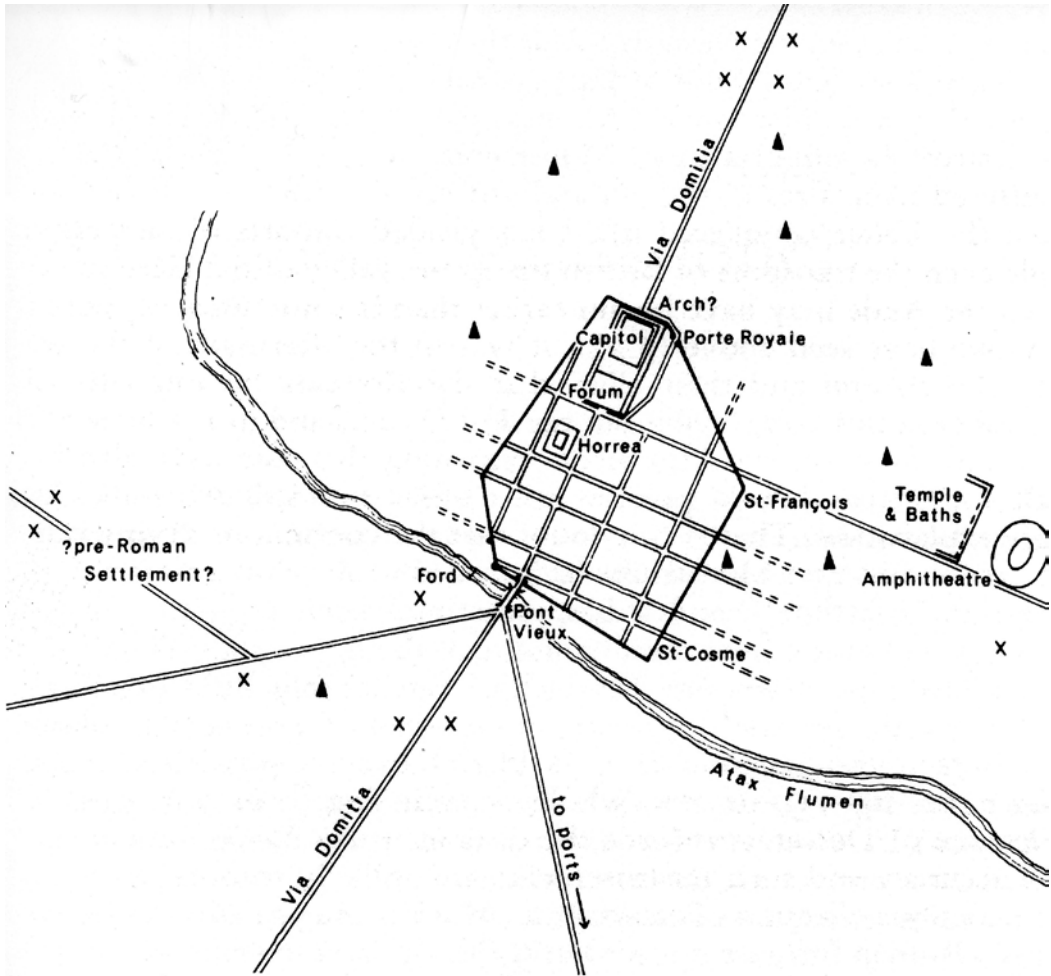 Via Domitia
Arch?
Capitol
Porte Royale
Forum
Horrea
St-François
Temple
& Baths
?pre-Roman
Settlement?
Ford
Amphitheatre
Pont
Vieux
St-Cosme
Atax Flumen
Via Domitia
to ports
X
X
X
X
X
X
X
X
X
X
X